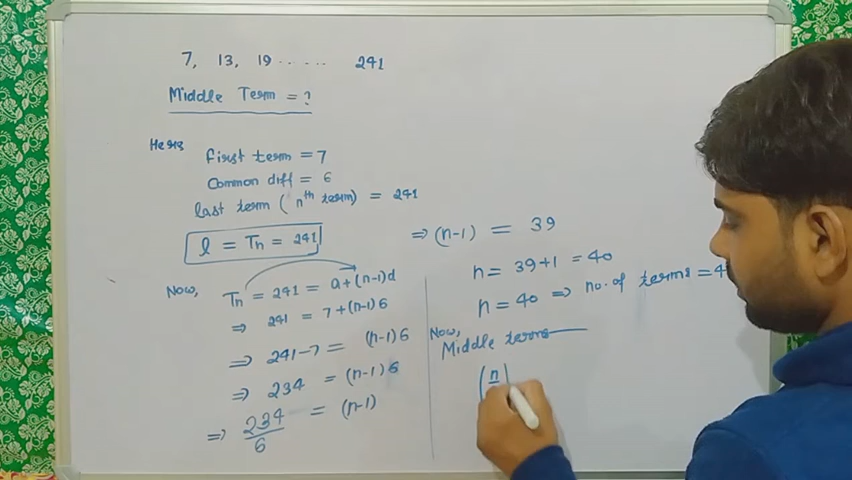 7, 13, 19 ..... 241
Middle Term = ?
Here
first term = 7
Common diff = 6
last term ( nth term) = 241
l = Tn = 241
Now,
Tn = 241 = a+(n-1)d
⇒ 241 = 7+(n-1)6
⇒ 241-7 = (n-1)6
⇒ 234 = (n-1)6
⇒ 234/6 = (n-1)
⇒ (n-1) = 39
n = 39+1 = 40
n = 40 ⇒ no. of terms = 4
Now,
Middle terms
(n